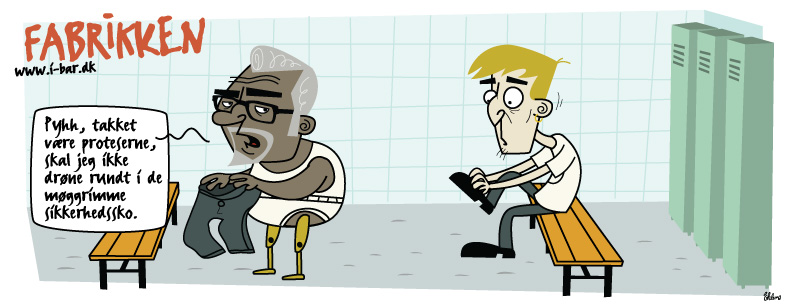 FABRIKKEN
www.f-bar.dk
Pyhh, takket
være proteserne,
skal jeg ikke
drøne rundt i de
møggrimme
sikkerhedssko.